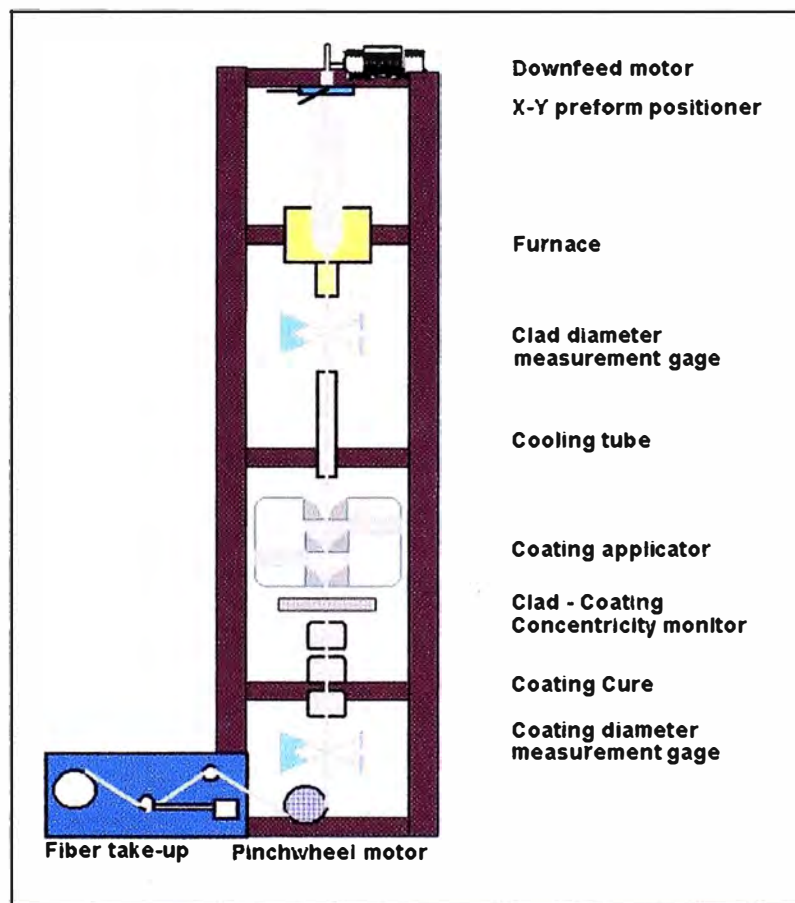 Downfeed motor
X-Y preform positioner
Furnace
Clad diameter
measurement gage
Cooling tube
Coating applicator
Clad - Coating
Concentricity monitor
Coating Cure
Coating diameter
measurement gage
Fiber take-up
Pinchwheel motor